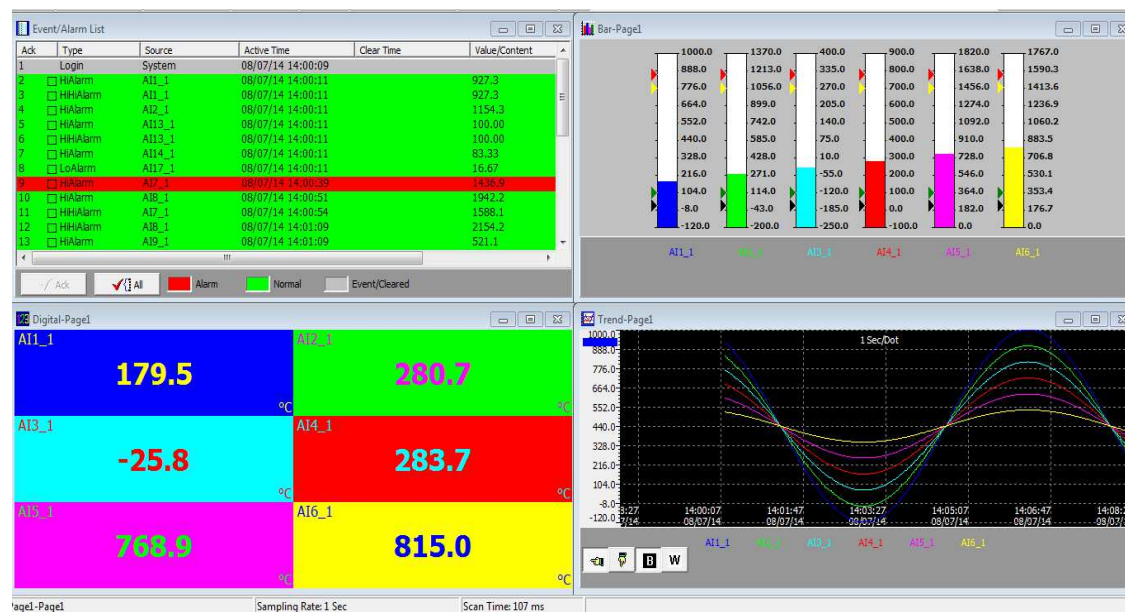 Event/Alarm List
Ack Type Source Active Time Clear Time Value/Content
1 Login System 08/07/14 14:00:09
2 HiAlarm AI1_1 08/07/14 14:00:11 927.3
3 HiHiAlarm AI1_1 08/07/14 14:00:11 927.3
4 HiAlarm AI2_1 08/07/14 14:00:11 1154.3
5 HiAlarm AI13_1 08/07/14 14:00:11 100.00
6 HiHiAlarm AI13_1 08/07/14 14:00:11 100.00
7 HiAlarm AI14_1 08/07/14 14:00:11 83.33
8 LoAlarm AI17_1 08/07/14 14:00:11 16.67
9 HiAlarm AI7_1 08/07/14 14:00:39 1436.9
10 HiAlarm AI8_1 08/07/14 14:00:51 1942.2
11 HiHiAlarm AI7_1 08/07/14 14:00:54 1588.1
12 HiHiAlarm AI8_1 08/07/14 14:01:09 2154.2
13 HiAlarm AI9_1 08/07/14 14:01:09 521.1
Ack All Alarm Normal Event/Cleared
Bar-Page1
1000.0 1370.0 400.0 900.0 1820.0 1767.0
888.0 1213.0 335.0 800.0 1638.0 1590.3
776.0 1056.0 270.0 700.0 1456.0 1413.6
664.0 899.0 205.0 600.0 1274.0 1236.9
552.0 742.0 140.0 500.0 1092.0 1060.2
440.0 585.0 75.0 400.0 910.0 883.5
328.0 428.0 10.0 300.0 728.0 706.8
216.0 271.0 -55.0 200.0 546.0 530.1
104.0 114.0 -120.0 100.0 364.0 353.4
-8.0 -43.0 -185.0 0.0 182.0 176.7
-120.0 -200.0 -250.0 -100.0 0.0 0.0
AI1_1 AI2_1 AI3_1 AI4_1 AI5_1 AI6_1
Digital-Page1
AI1_1
179.5
°C
AI2_1
280.7
°C
AI3_1
-25.8
°C
AI4_1
283.7
°C
AI5_1
768.9
°C
AI6_1
815.0
°C
Trend-Page1
1 Sec/Dot
1000.0
888.0
776.0
664.0
552.0
440.0
328.0
216.0
104.0
-8.0
-120.0
3:27 14:00:07 14:01:47 14:03:27 14:05:07 14:06:47 14:08:2
7/14 08/07/14 08/07/14 08/07/14 08/07/14 08/07/14 08/07/
AI1_1 AI2_1 AI3_1 AI4_1 AI5_1 AI6_1
B W
Page1-Page1 Sampling Rate: 1 Sec Scan Time: 107 ms